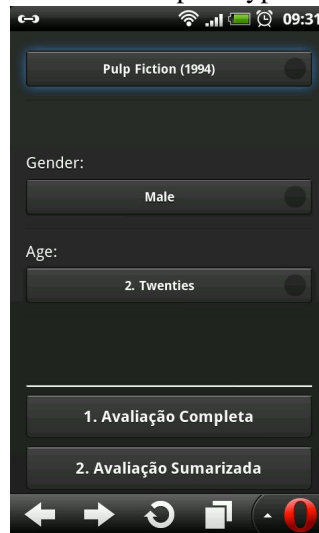 09:31
Pulp Fiction (1994)
Gender:
Male
Age:
2. Twenties
1. Avaliação Completa
2. Avaliação Sumarizada